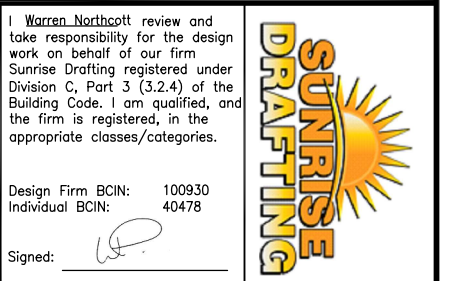 I Warren Northcott review and
take responsibility for the design
work on behalf of our firm
Sunrise Drafting registered under
Division C, Part 3 (3.2.4) of the
Building Code. I am qualified, and
the firm is registered, in the
appropriate classes/categories.
Design Firm BCIN: 100930
Individual BCIN: 40478
Signed:
SUNRISE
DRAFTING